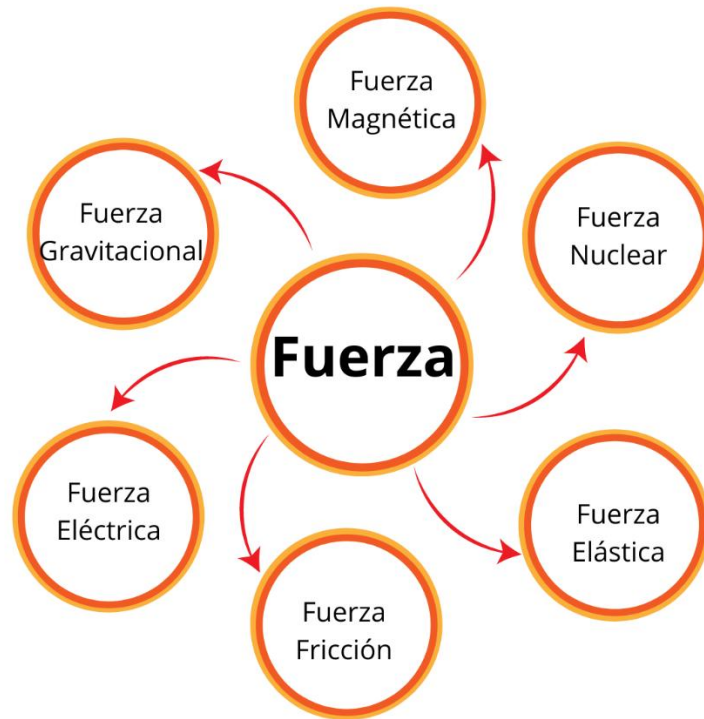 Fuerza
Magnética
Fuerza
Gravitacional
Fuerza
Nuclear
Fuerza
Fuerza
Eléctrica
Fuerza
Elástica
Fuerza
Fricción